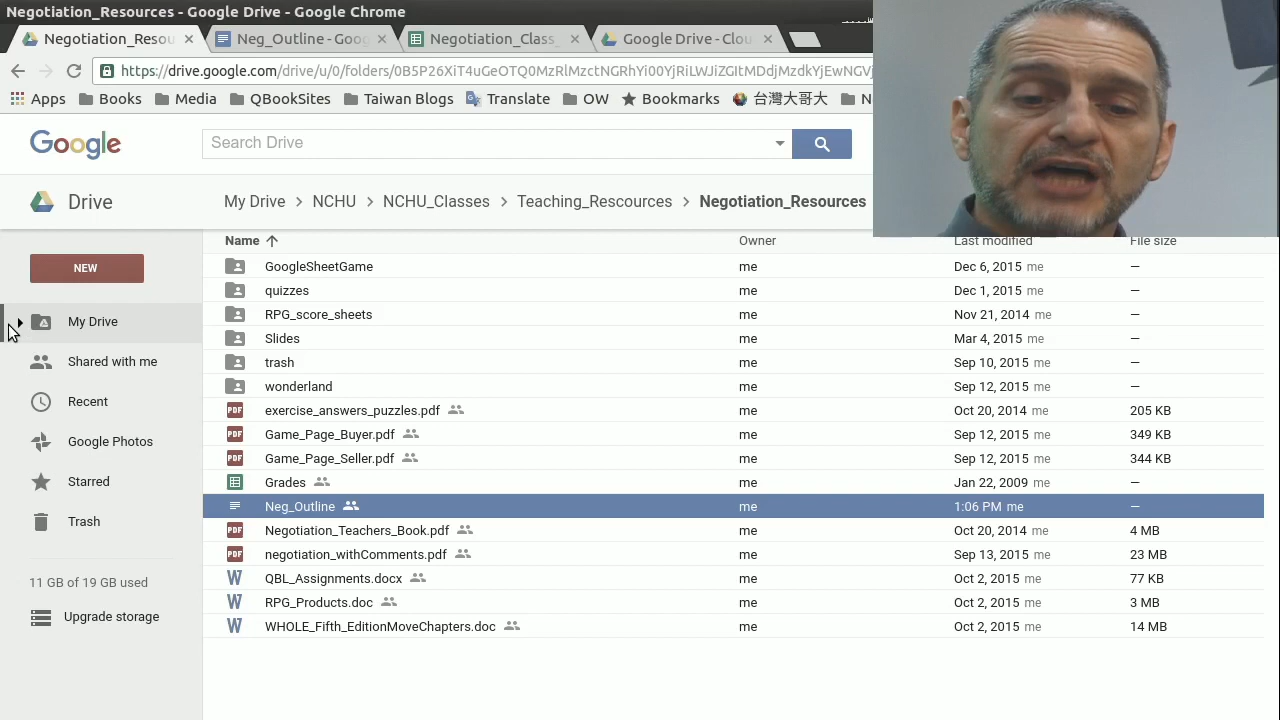 Negotiation_Resources - Google Drive - Google Chrome
Negotiation_Resou
Neg_Outline - Goog
Negotiation_Class_
Google Drive - Clou
https://drive.google.com/drive/u/0/folders/
Apps
Books
Media
QBookSites
Taiwan Blogs
Translate
OW
Bookmarks
台灣大哥大
N
Google
Search Drive
Drive
My Drive > NCHU > NCHU_Classes > Teaching_Rescources > Negotiation_Resources
Name Owner Last modified File size
NEW
My Drive
Shared with me
Recent
Google Photos
Starred
Trash
11 GB of 19 GB used
Upgrade storage
GoogleSheetGame me Dec 6, 2015 me —
quizzes me Dec 1, 2015 me —
RPG_score_sheets me Nov 21, 2014 me —
Slides me Mar 4, 2015 me —
trash me Sep 10, 2015 me —
wonderland me Sep 12, 2015 me —
PDF exercise_answers_puzzles.pdf me Oct 20, 2014 me 205 KB
PDF Game_Page_Buyer.pdf me Sep 12, 2015 me 349 KB
PDF Game_Page_Seller.pdf me Sep 12, 2015 me 344 KB
Grades me Jan 22, 2009 me —
Neg_Outline me 1:06 PM me —
PDF Negotiation_Teachers_Book.pdf me Oct 20, 2014 me 4 MB
PDF negotiation_withComments.pdf me Sep 13, 2015 me 23 MB
W QBL_Assignments.docx me Oct 2, 2015 me 77 KB
W RPG_Products.doc me Oct 2, 2015 me 3 MB
W WHOLE_Fifth_EditionMoveChapters.doc me Oct 2, 2015 me 14 MB